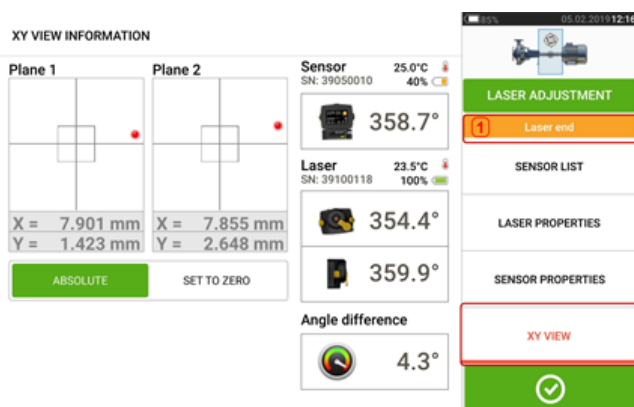 85% 05.02.2019 12:16
XY VIEW INFORMATION
Plane 1
Plane 2
X = 7.901 mm
Y = 1.423 mm
X = 7.855 mm
Y = 2.648 mm
ABSOLUTE
SET TO ZERO
Sensor 25.0°C
SN: 39050010 40%
358.7°
Laser 23.5°C
SN: 39100118 100%
354.4°
359.9°
Angle difference
4.3°
LASER ADJUSTMENT
1 Laser end
SENSOR LIST
LASER PROPERTIES
SENSOR PROPERTIES
XY VIEW